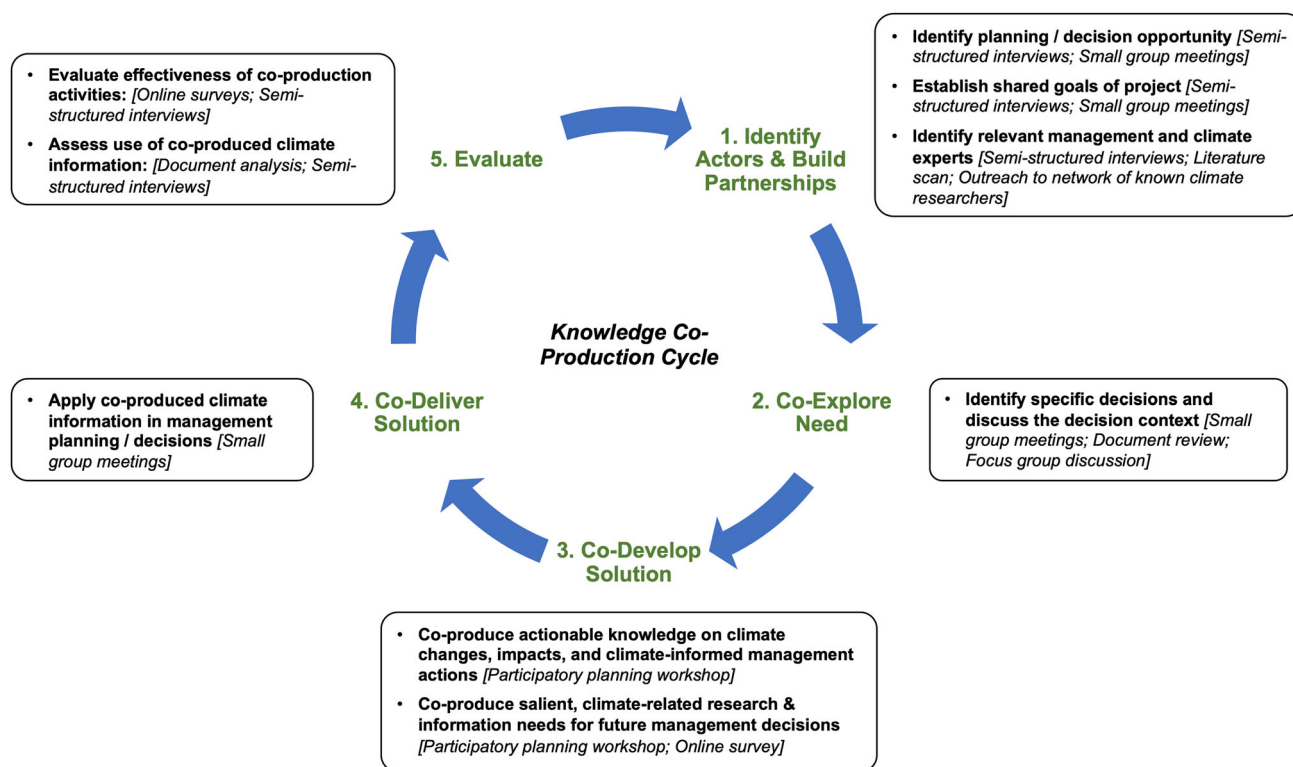 • Evaluate effectiveness of co-production
activities: [Online surveys; Semi-
structured interviews]
• Assess use of co-produced climate
information: [Document analysis; Semi-
structured interviews]
5. Evaluate
1. Identify
Actors & Build
Partnerships
• Identify planning / decision opportunity [Semi-
structured interviews; Small group meetings]
• Establish shared goals of project [Semi-
structured interviews; Small group meetings]
• Identify relevant management and climate
experts [Semi-structured interviews; Literature
scan; Outreach to network of known climate
researchers]
Knowledge Co-
Production Cycle
• Apply co-produced climate
information in management
planning / decisions [Small
group meetings]
4. Co-Deliver
Solution
2. Co-Explore
Need
• Identify specific decisions and
discuss the decision context [Small
group meetings; Document review;
Focus group discussion]
3. Co-Develop
Solution
• Co-produce actionable knowledge on climate
changes, impacts, and climate-informed management
actions [Participatory planning workshop]
• Co-produce salient, climate-related research &
information needs for future management decisions
[Participatory planning workshop; Online survey]